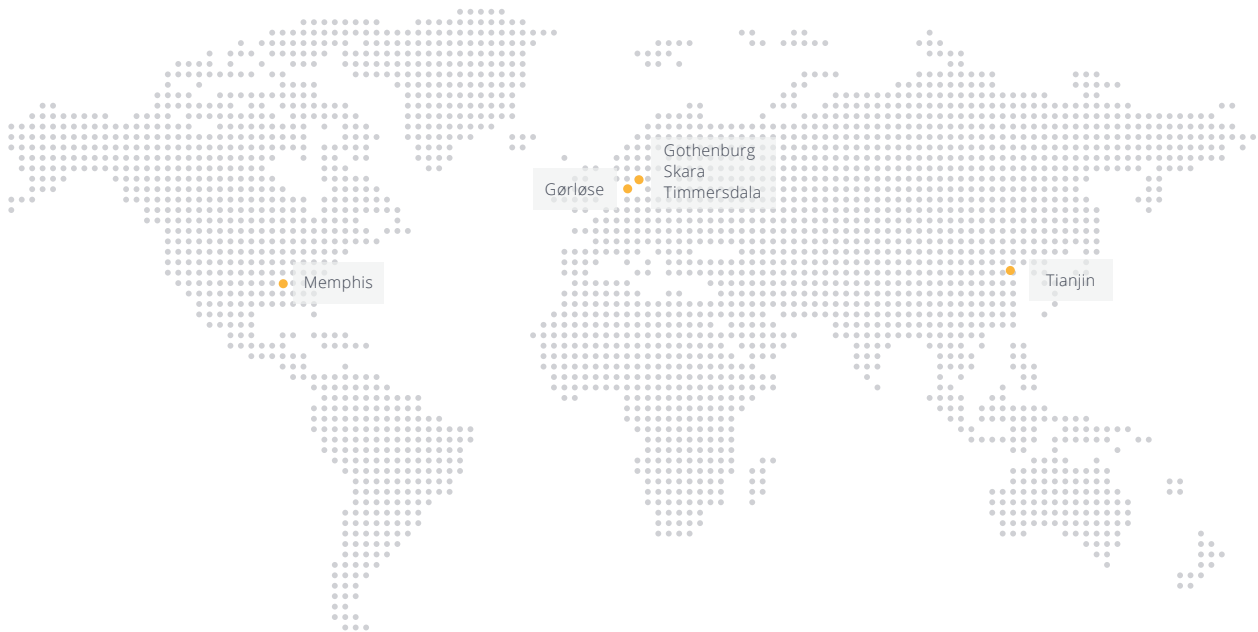 Gothenburg
Skara
Timmersdala
Gørløse
Memphis
Tianjin